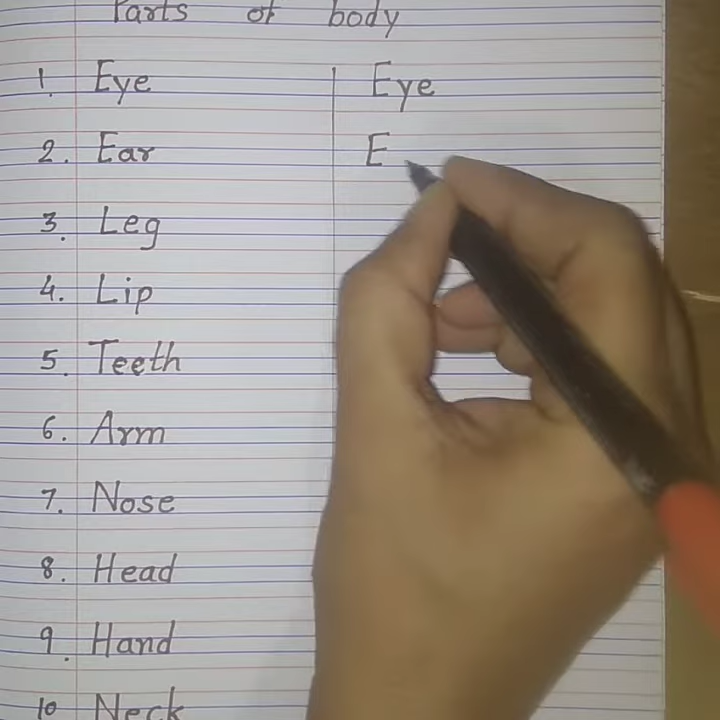 Parts of body
1. Eye Eye
2. Ear E
3. Leg
4. Lip
5. Teeth
6. Arm
7. Nose
8. Head
9. Hand
10 Neck